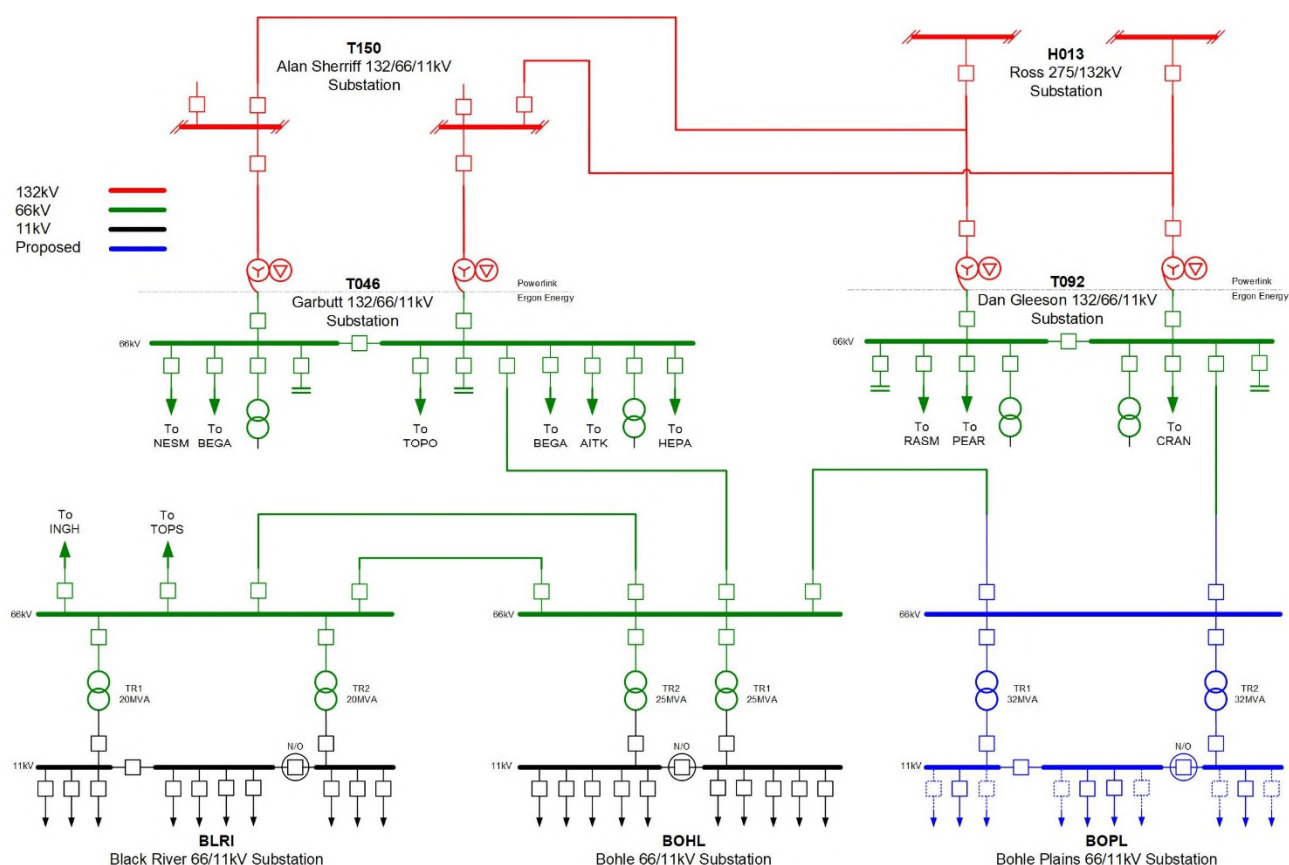 T150
Alan Sherriff 132/66/11kV
Substation
H013
Ross 275/132kV
Substation
132kV
66kV
11kV
Proposed
T046
Garbutt 132/66/11kV
Substation
Powerlink
Ergon Energy
T092
Dan Gleeson 132/66/11kV
Substation
Powerlink
Ergon Energy
66kV
66kV
To
NESM
To
BEGA
To
TOPO
To
BEGA
To
AITK
To
HEPA
To
RASM
To
PEAR
To
CRAN
To
INGH
To
TOPS
66kV
66kV
66kV
TR1
20MVA
TR2
20MVA
TR2
25MVA
TR1
25MVA
TR1
32MVA
TR2
32MVA
N/O
N/O
N/O
11kV
11kV
11kV
BLRI
Black River 66/11kV Substation
BOHL
Bohle 66/11kV Substation
BOPL
Bohle Plains 66/11kV Substation